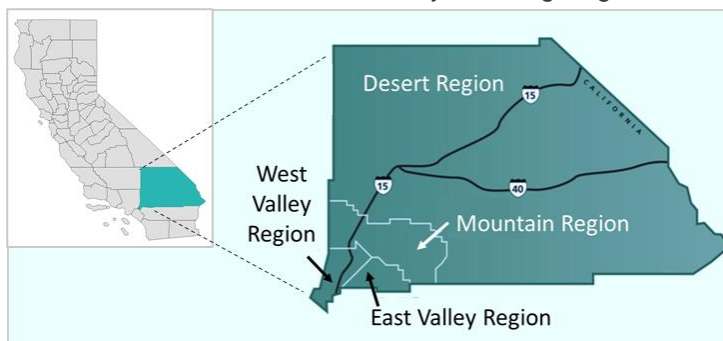 Desert Region
15
CALIFORNIA
15
40
West
Valley
Region
Mountain Region
East Valley Region